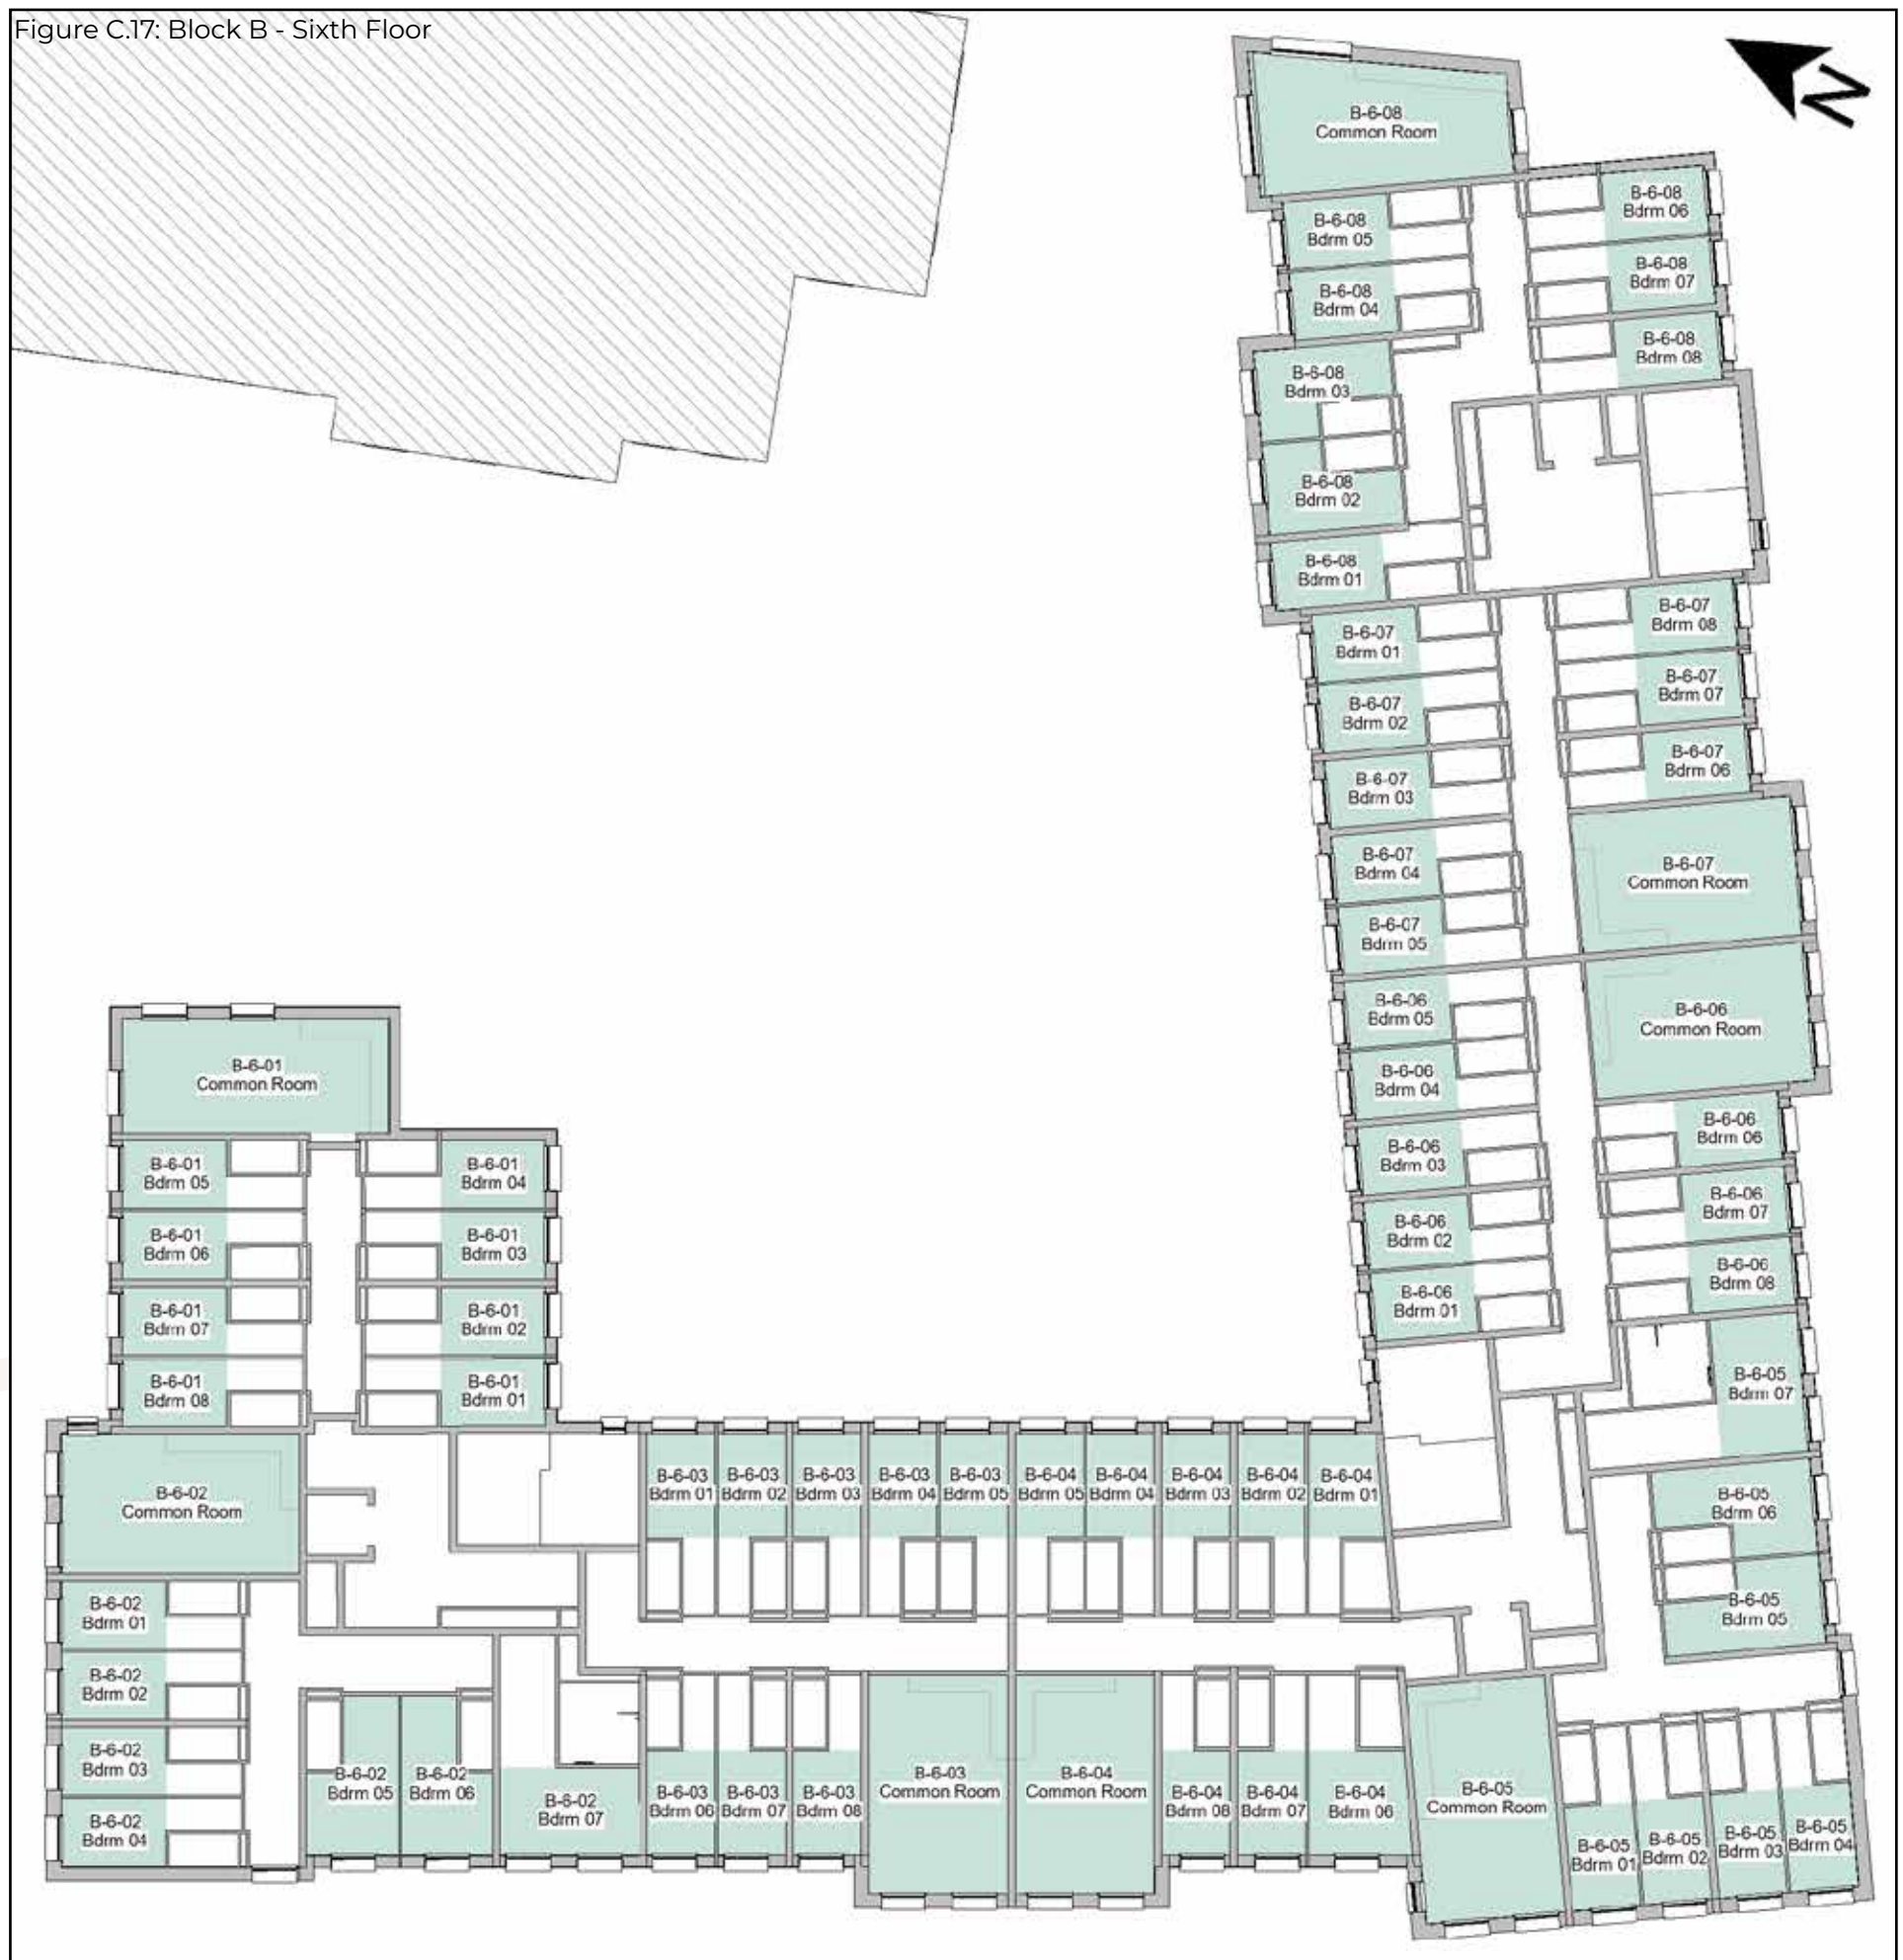 Figure C.17: Block B - Sixth Floor
N
B-6-08
Common Room
B-6-08
Bdrm 06
B-6-08
Bdrm 05
B-6-08
Bdrm 07
B-6-08
Bdrm 04
B-6-08
Bdrm 08
B-6-08
Bdrm 03
B-6-08
Bdrm 02
B-6-08
Bdrm 01
B-6-07
Bdrm 08
B-6-07
Bdrm 01
B-6-07
Bdrm 07
B-6-07
Bdrm 02
B-6-07
Bdrm 06
B-6-07
Bdrm 03
B-6-07
Bdrm 04
B-6-07
Common Room
B-6-07
Bdrm 05
B-6-06
Bdrm 05
B-6-06
Common Room
B-6-06
Bdrm 04
B-6-06
Bdrm 06
B-6-06
Bdrm 03
B-6-06
Bdrm 07
B-6-06
Bdrm 02
B-6-06
Bdrm 08
B-6-06
Bdrm 01
B-6-05
Bdrm 07
B-6-05
Bdrm 06
B-6-05
Bdrm 05
B-6-01
Common Room
B-6-01
Bdrm 05
B-6-01
Bdrm 04
B-6-01
Bdrm 06
B-6-01
Bdrm 03
B-6-01
Bdrm 07
B-6-01
Bdrm 02
B-6-01
Bdrm 08
B-6-01
Bdrm 01
B-6-02
Common Room
B-6-03
Bdrm 01
B-6-03
Bdrm 02
B-6-03
Bdrm 03
B-6-03
Bdrm 04
B-6-03
Bdrm 05
B-6-04
Bdrm 05
B-6-04
Bdrm 04
B-6-04
Bdrm 03
B-6-04
Bdrm 02
B-6-04
Bdrm 01
B-6-02
Bdrm 01
B-6-02
Bdrm 02
B-6-02
Bdrm 03
B-6-02
Bdrm 04
B-6-02
Bdrm 05
B-6-02
Bdrm 06
B-6-02
Bdrm 07
B-6-03
Bdrm 06
B-6-03
Bdrm 07
B-6-03
Bdrm 08
B-6-03
Common Room
B-6-04
Common Room
B-6-04
Bdrm 08
B-6-04
Bdrm 07
B-6-04
Bdrm 06
B-6-05
Common Room
B-6-05
Bdrm 01
B-6-05
Bdrm 02
B-6-05
Bdrm 03
B-6-05
Bdrm 04